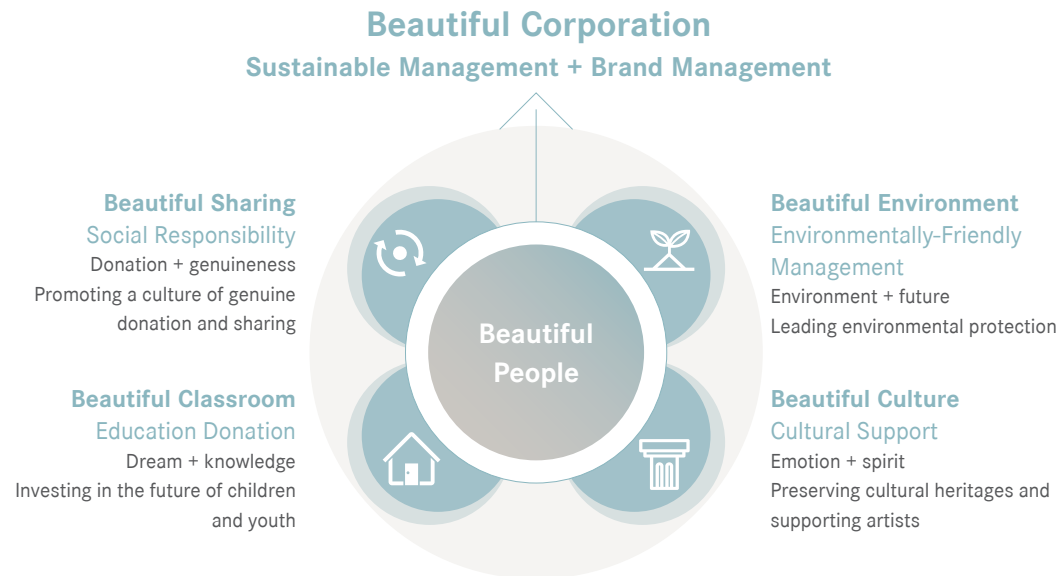 Beautiful Corporation
Sustainable Management + Brand Management
Beautiful Sharing
Social Responsibility
Donation + genuineness
Promoting a culture of genuine
donation and sharing
Beautiful Environment
Environmentally-Friendly
Management
Environment + future
Leading environmental protection
Beautiful
People
Beautiful Classroom
Education Donation
Dream + knowledge
Investing in the future of children
and youth
Beautiful Culture
Cultural Support
Emotion + spirit
Preserving cultural heritages and
supporting artists